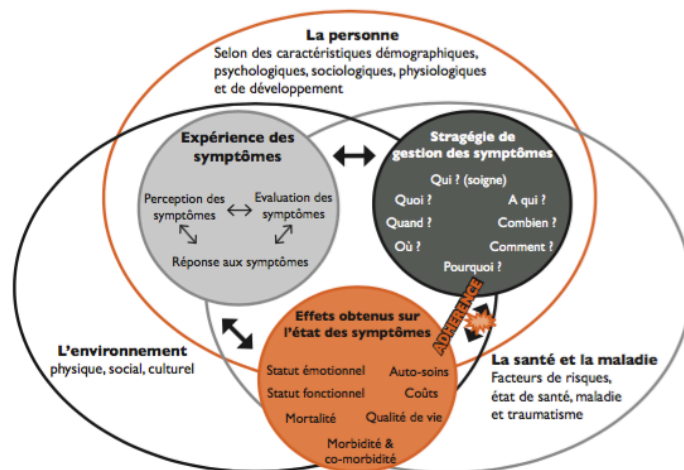 La personne
Selon des caractéristiques démographiques,
psychologiques, sociologiques, physiologiques
et de développement
Expérience des
symptômes
Perception des
symptômes
Evaluation des
symptômes
Réponse aux symptômes
Stragégie de
gestion des symptômes
Qui ? (soigne)
Quoi ?
A qui ?
Quand ?
Combien ?
Où ?
Comment ?
Pourquoi ?
ADHERENCE
Effets obtenus sur
l'état des symptômes
Statut émotionnel
Auto-soins
Statut fonctionnel
Coûts
Mortalité
Qualité de vie
Morbidité &
co-morbidité
L'environnement
physique, social, culturel
La santé et la maladie
Facteurs de risques,
état de santé, maladie
et traumatisme